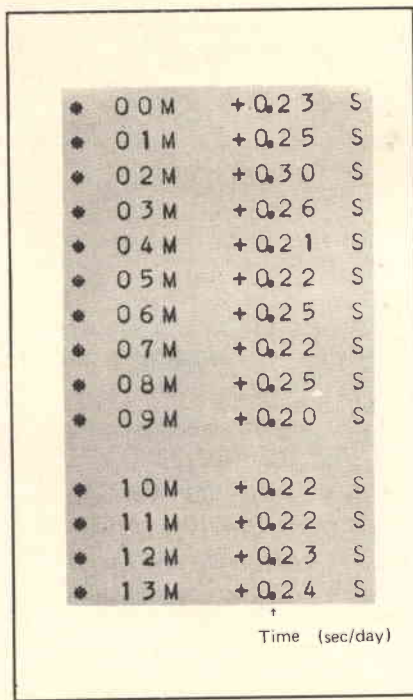 * 00M +0.23 S
* 01M +0.25 S
* 02M +0.30 S
* 03M +0.26 S
* 04M +0.21 S
* 05M +0.22 S
* 06M +0.25 S
* 07M +0.22 S
* 08M +0.25 S
* 09M +0.20 S
* 10M +0.22 S
* 11M +0.22 S
* 12M +0.23 S
* 13M +0.24 S
↑
Time (sec/day)